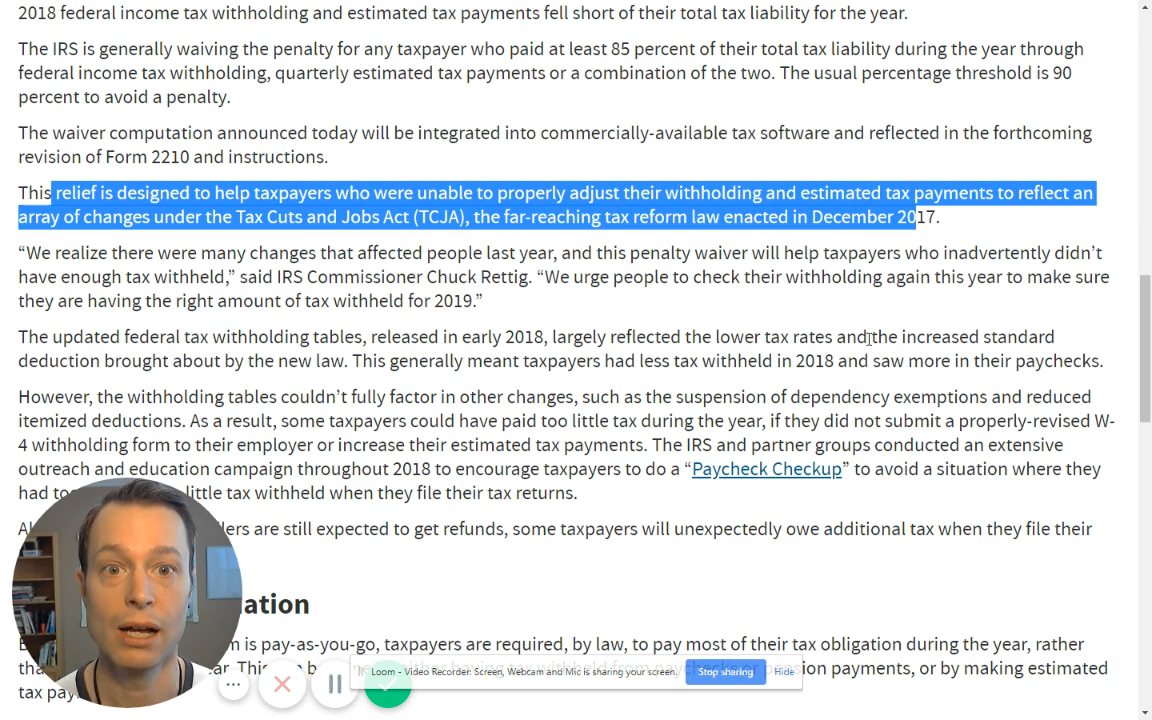 2018 federal income tax withholding and estimated tax payments fell short of their total tax liability for the year.
The IRS is generally waiving the penalty for any taxpayer who paid at least 85 percent of their total tax liability during the year through
federal income tax withholding, quarterly estimated tax payments or a combination of the two. The usual percentage threshold is 90
percent to avoid a penalty.
The waiver computation announced today will be integrated into commercially-available tax software and reflected in the forthcoming
revision of Form 2210 and instructions.
This relief is designed to help taxpayers who were unable to properly adjust their withholding and estimated tax payments to reflect an
array of changes under the Tax Cuts and Jobs Act (TCJA), the far-reaching tax reform law enacted in December 2017.
“We realize there were many changes that affected people last year, and this penalty waiver will help taxpayers who inadvertently didn’t
have enough tax withheld,” said IRS Commissioner Chuck Rettig. “We urge people to check their withholding again this year to make sure
they are having the right amount of tax withheld for 2019.”
The updated federal tax withholding tables, released in early 2018, largely reflected the lower tax rates and the increased standard
deduction brought about by the new law. This generally meant taxpayers had less tax withheld in 2018 and saw more in their paychecks.
However, the withholding tables couldn’t fully factor in other changes, such as the suspension of dependency exemptions and reduced
itemized deductions. As a result, some taxpayers could have paid too little tax during the year, if they did not submit a properly-revised W-
4 withholding form to their employer or increase their estimated tax payments. The IRS and partner groups conducted an extensive
outreach and education campaign throughout 2018 to encourage taxpayers to do a “Paycheck Checkup” to avoid a situation where they
had little tax withheld when they file their tax returns.
are still expected to get refunds, some taxpayers will unexpectedly owe additional tax when they file their
is pay-as-you-go, taxpayers are required, by law, to pay most of their tax obligation during the year, rather
pension payments, or by making estimated
Loom - Video Recorder: Screen, Webcam and Mic is sharing your screen. Stop sharing Hide
tax